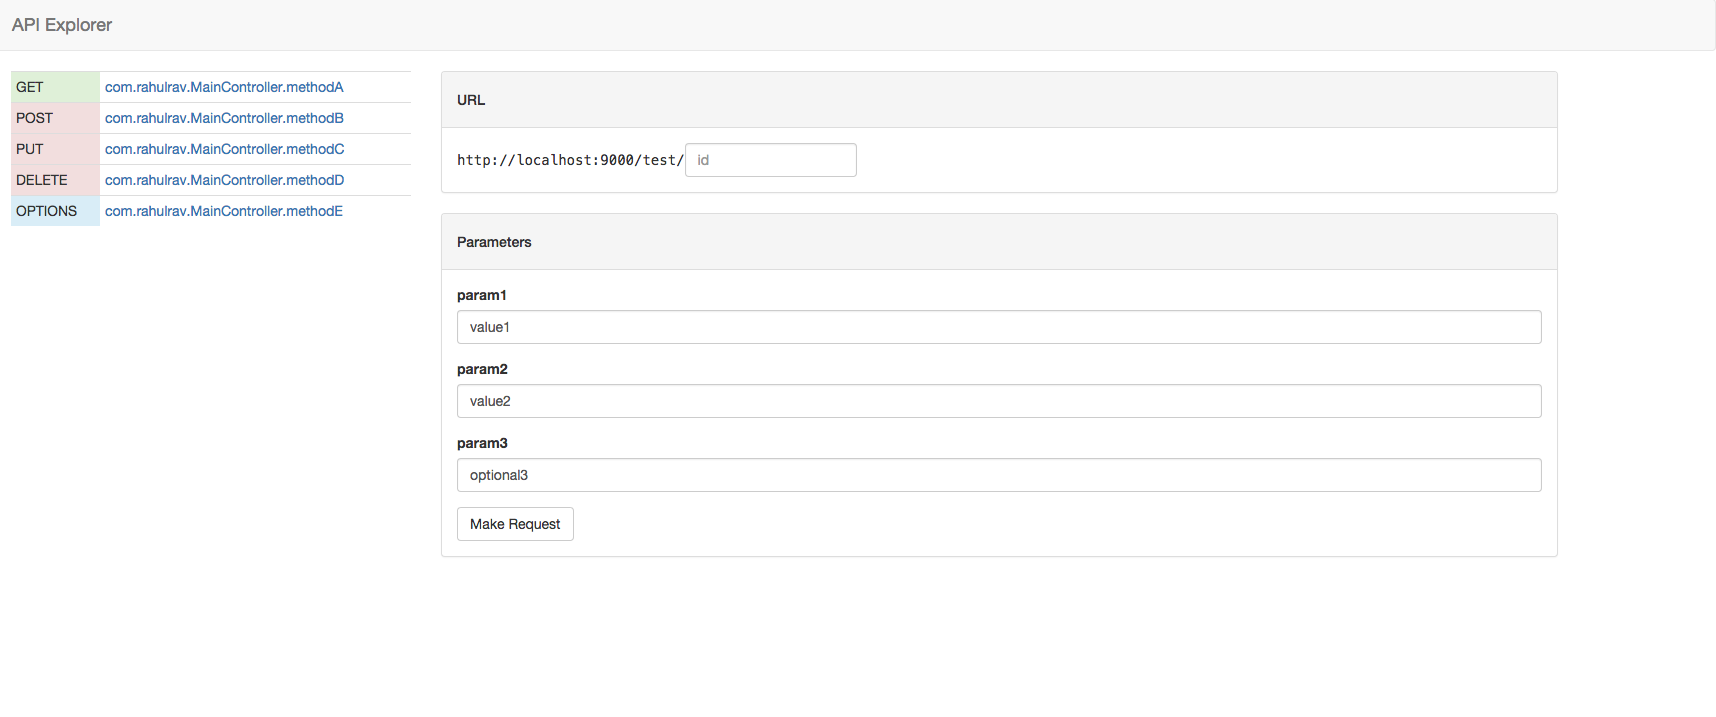 API Explorer
GET com.rahulrav.MainController.methodA
POST com.rahulrav.MainController.methodB
PUT com.rahulrav.MainController.methodC
DELETE com.rahulrav.MainController.methodD
OPTIONS com.rahulrav.MainController.methodE
URL
http://localhost:9000/test/ id
Parameters
param1
value1
param2
value2
param3
optional3
Make Request